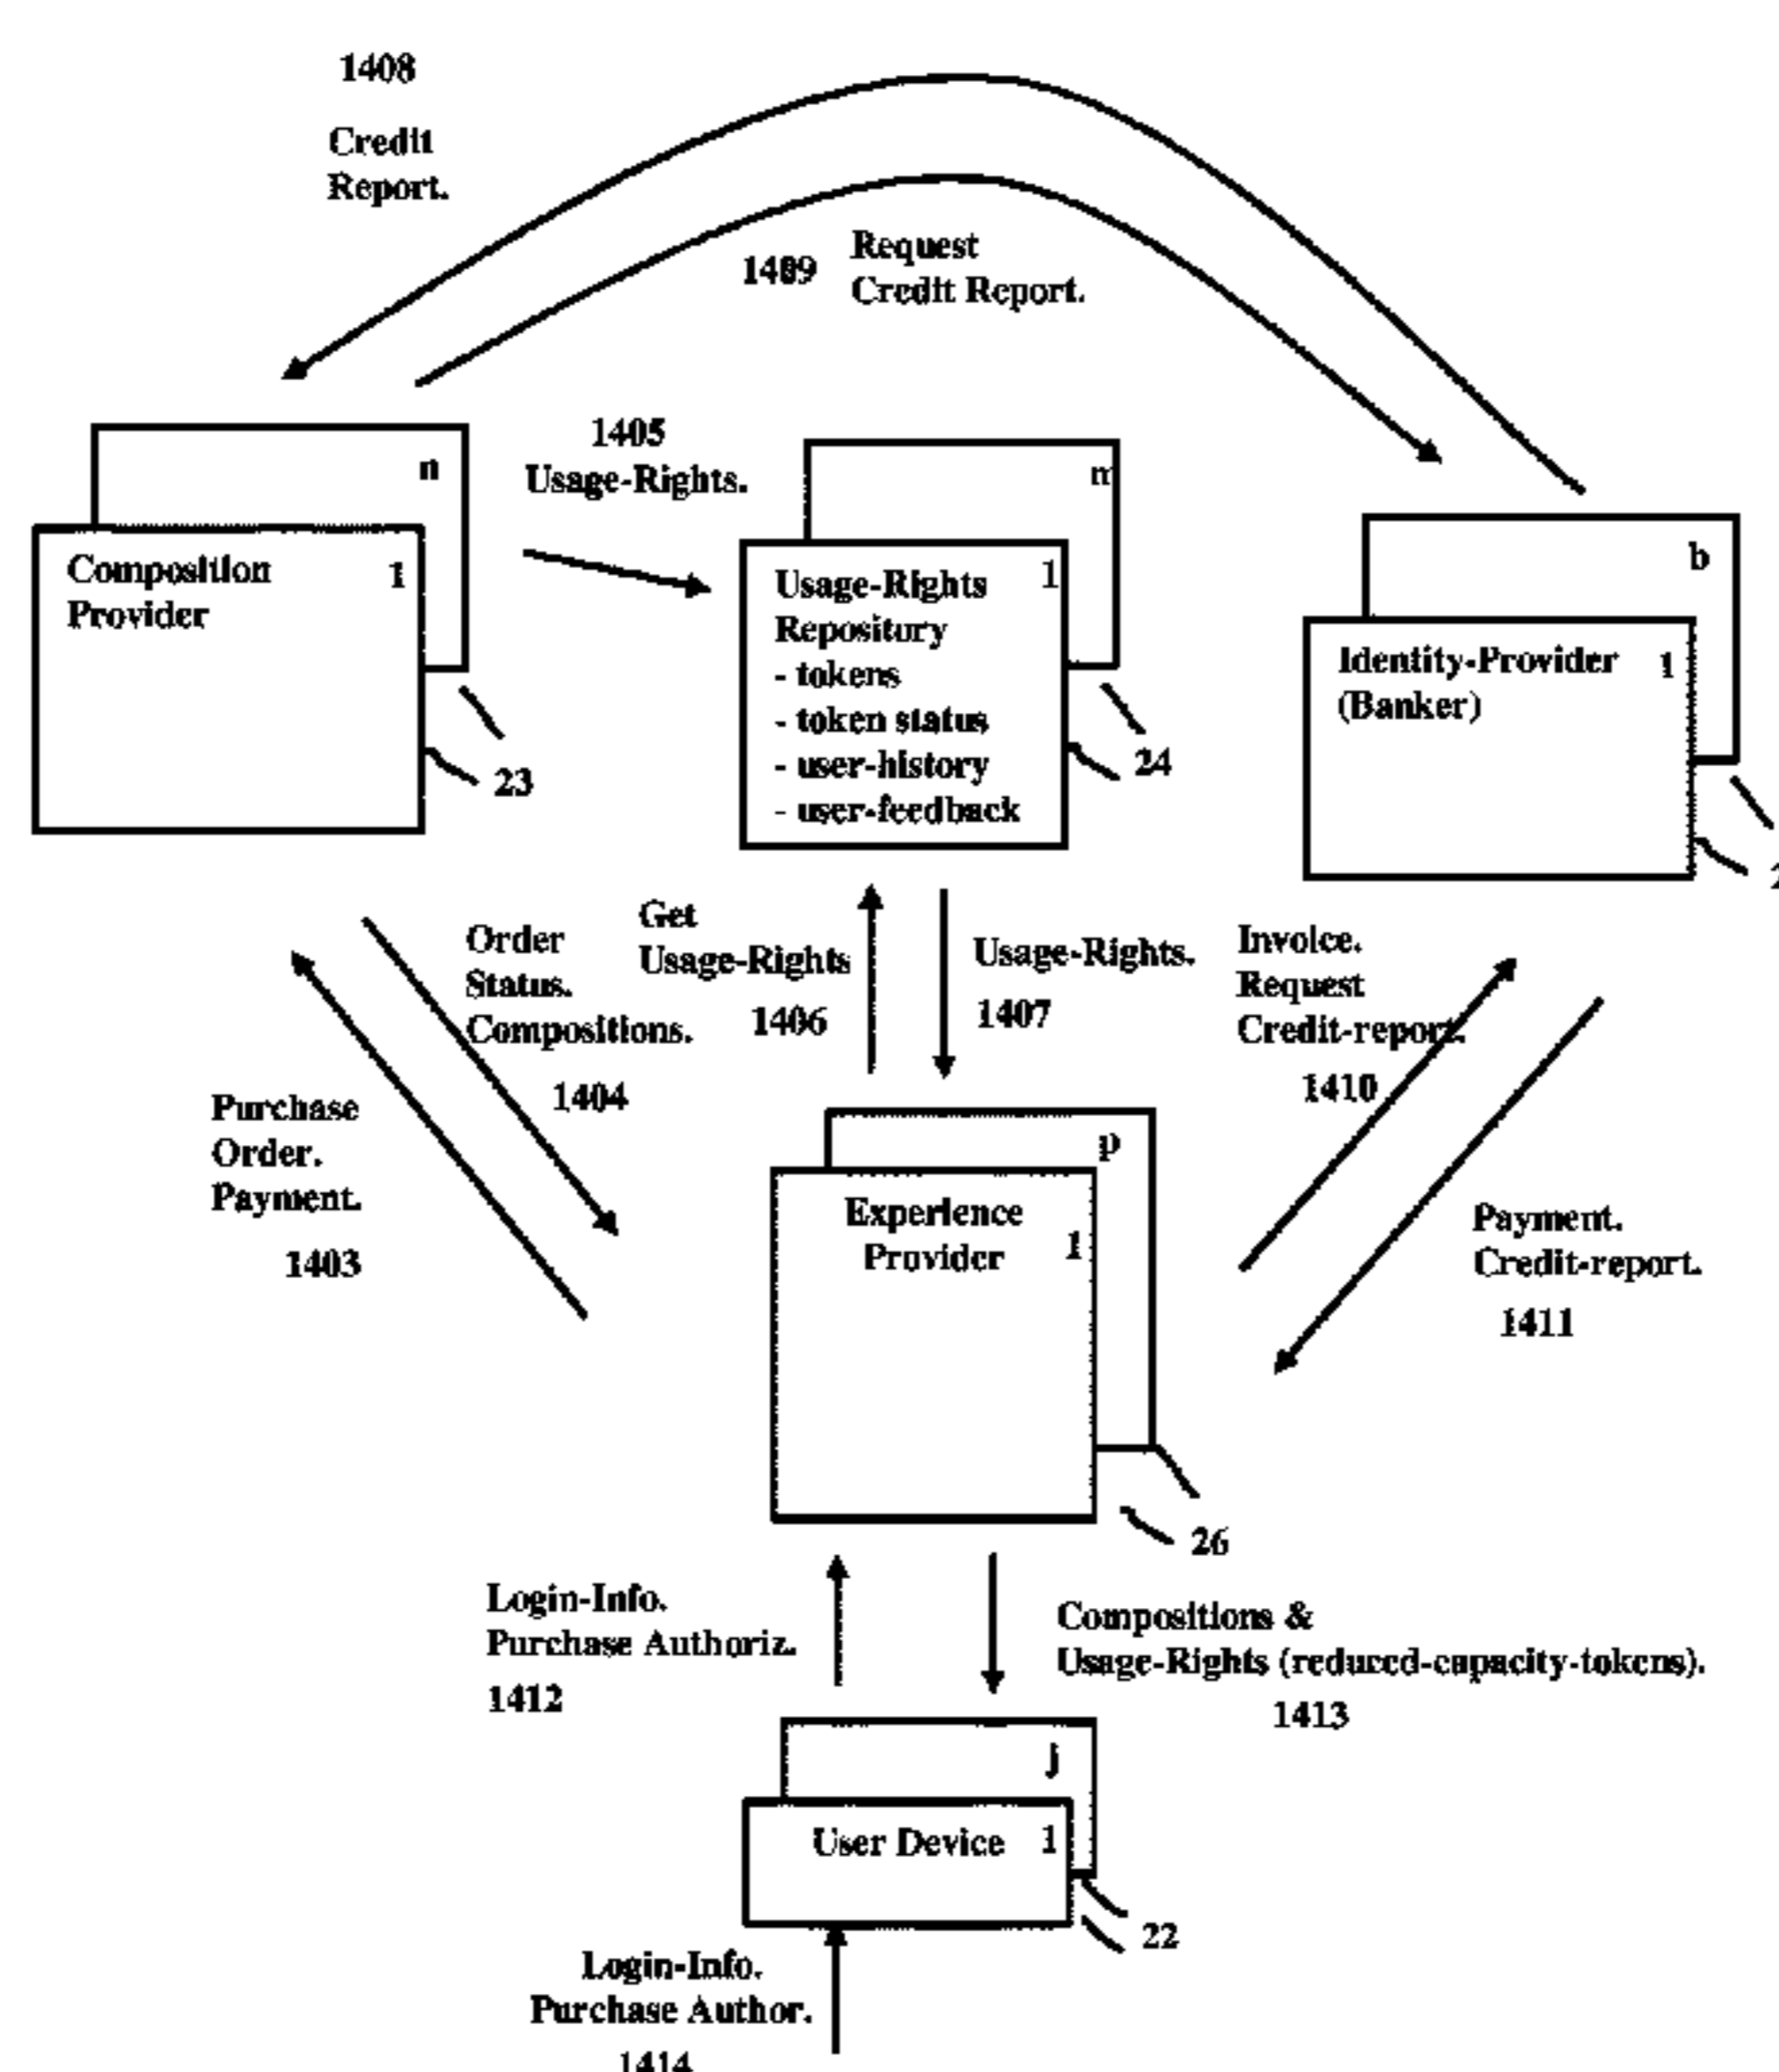 1408
Credit
Report.
1409
Request
Credit Report.
1405
Usage-Rights.
n
Composition
Provider
1
23
m
Usage-Rights
Repository
- tokens
- token status
- user-history
- user-feedback
1
24
b
Identity-Provider
(Banker)
1
Order
Status.
Compositions.
1404
Get
Usage-Rights
1406
Usage-Rights.
1407
Invoice.
Request
Credit-report.
1410
Purchase
Order.
Payment.
1403
p
Experience
Provider
1
26
Payment.
Credit-report.
1411
Login-Info.
Purchase Authoriz.
1412
Compositions &
Usage-Rights (reduced-capacity-tokens).
1413
j
User Device
1
22
Login-Info.
Purchase Author.
1414